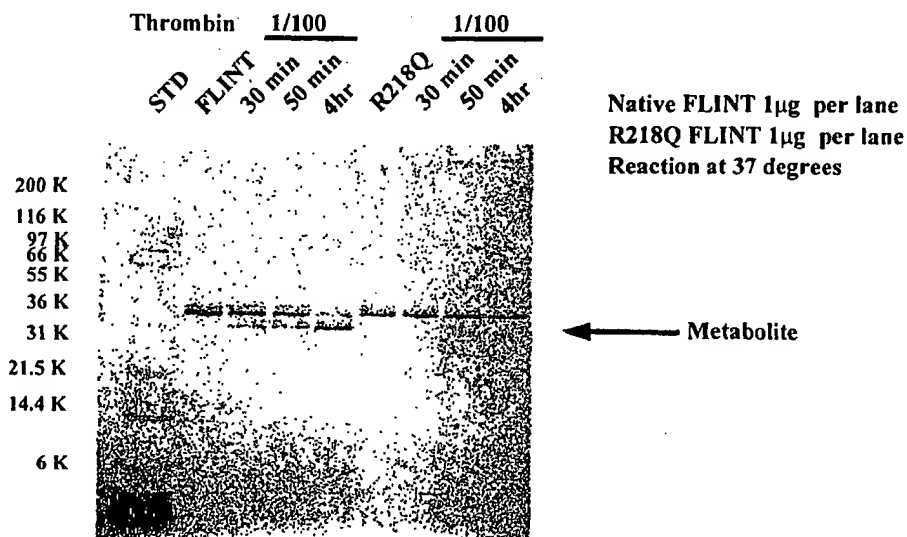 Thrombin 1/100 1/100
STD FLINT 30 min 50 min 4hr R218Q 30 min 50 min 4hr
Native FLINT 1µg per lane
R218Q FLINT 1µg per lane
Reaction at 37 degrees
200 K
116 K
97 K
66 K
55 K
36 K
31 K
Metabolite
21.5 K
14.4 K
6 K